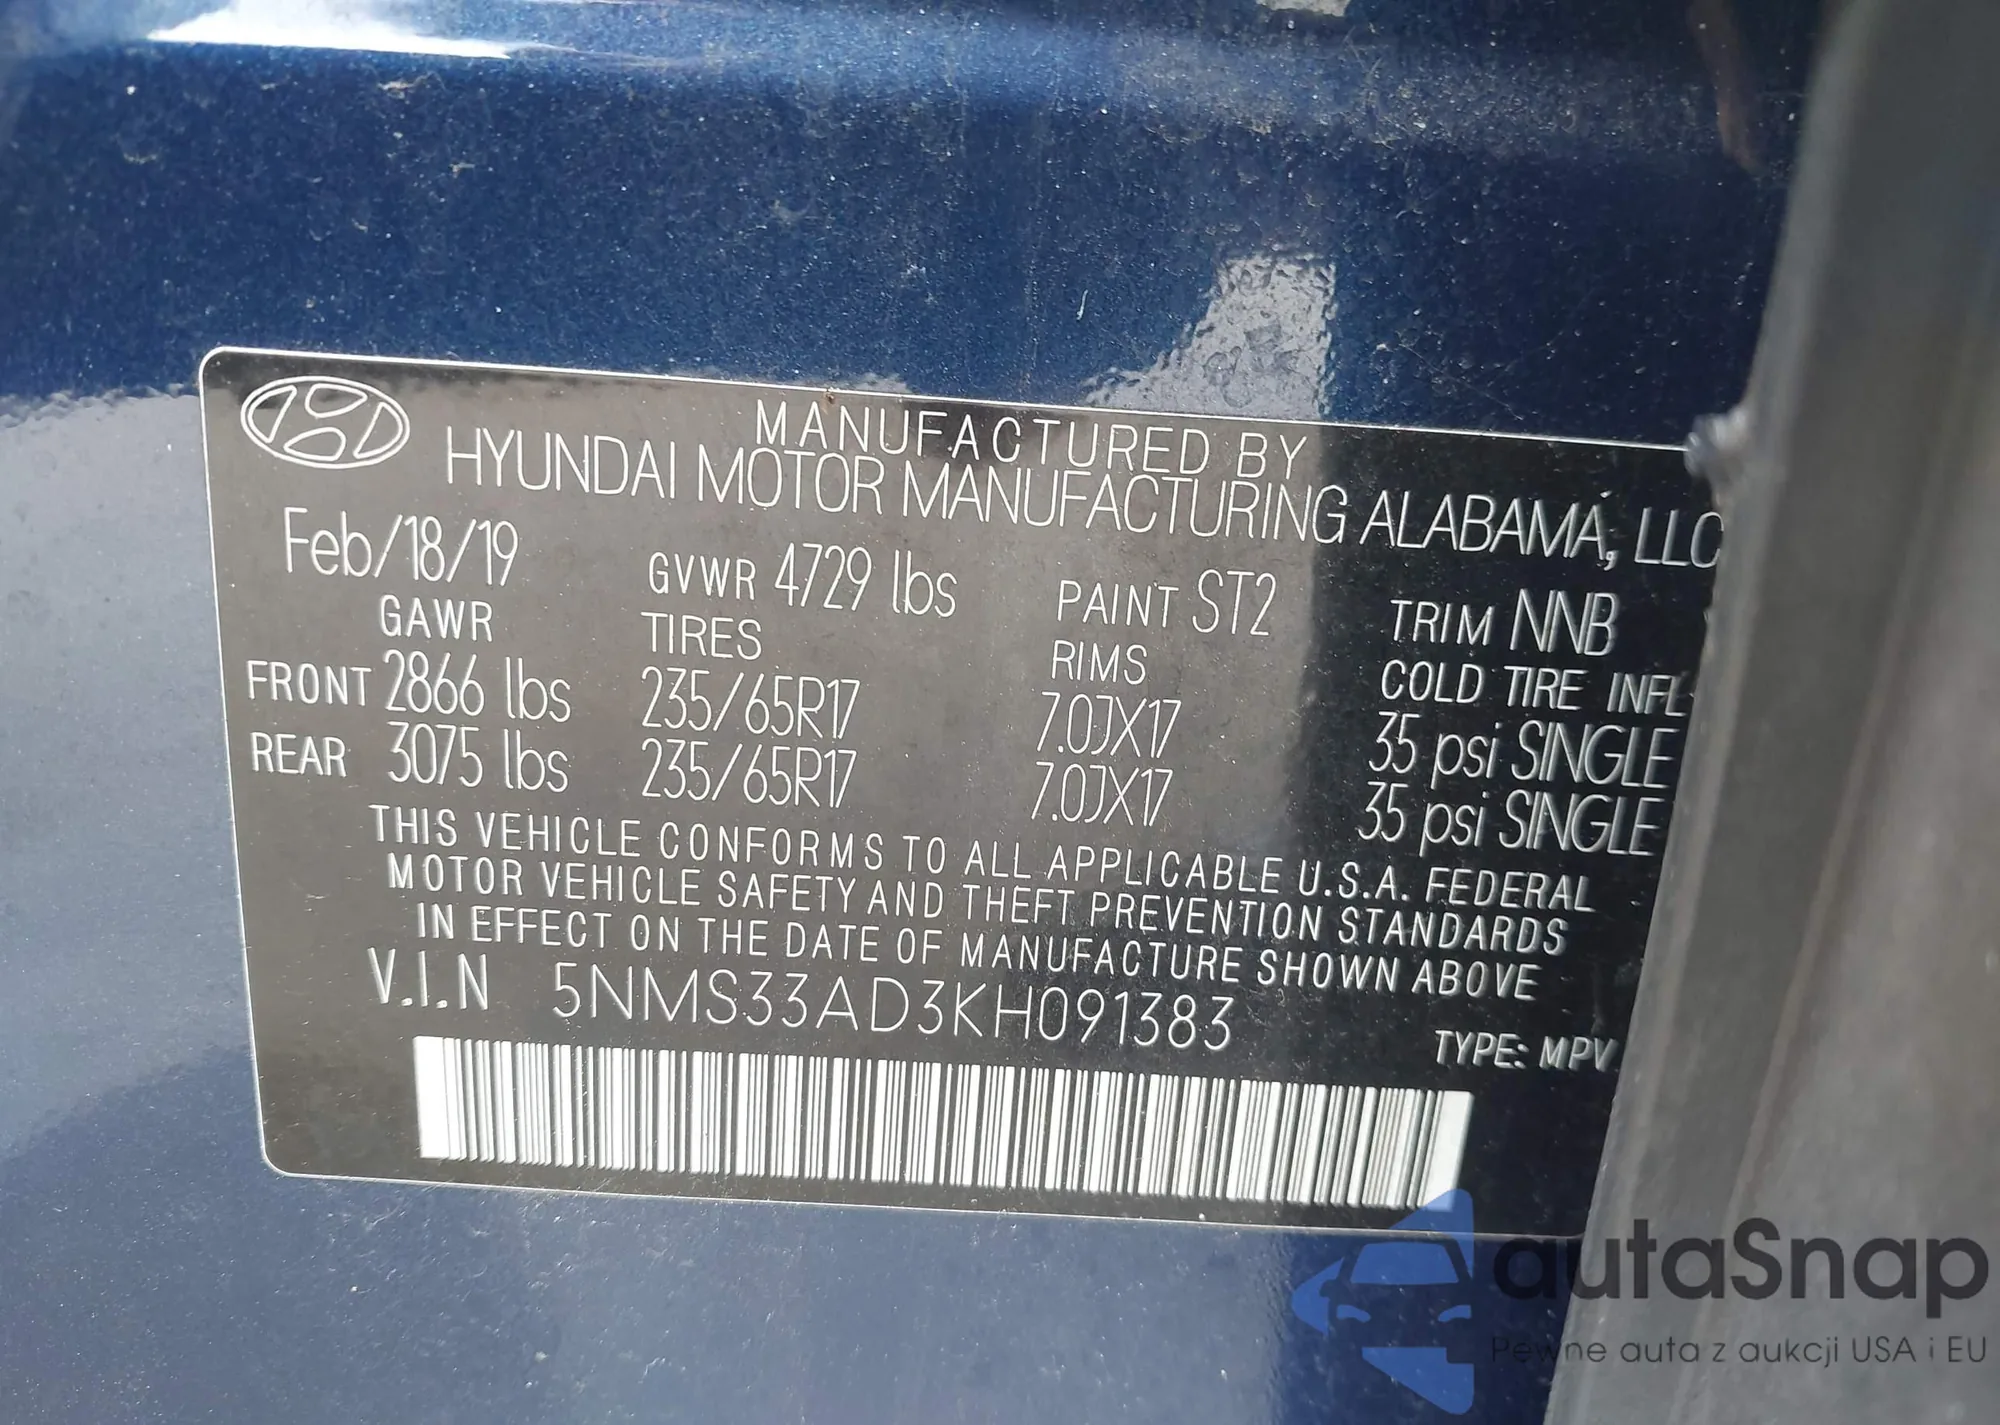 MANUFACTURED BY
HYUNDAI MOTOR MANUFACTURING ALABAMA, LLC
Feb/18/19 GVWR 4729 lbs PAINT ST2 TRIM NNB
GAWR TIRES RIMS COLD TIRE INFL
FRONT 2866 lbs 235/65R17 7.0JX17 35 psi SINGLE
REAR 3075 lbs 235/65R17 7.0JX17 35 psi SINGLE
THIS VEHICLE CONFORMS TO ALL APPLICABLE U.S.A. FEDERAL
MOTOR VEHICLE SAFETY AND THEFT PREVENTION STANDARDS
IN EFFECT ON THE DATE OF MANUFACTURE SHOWN ABOVE
V.I.N 5NMS33AD3KH091383
TYPE: MPV
autaSnap
Pewne auta z aukcji USA i EU